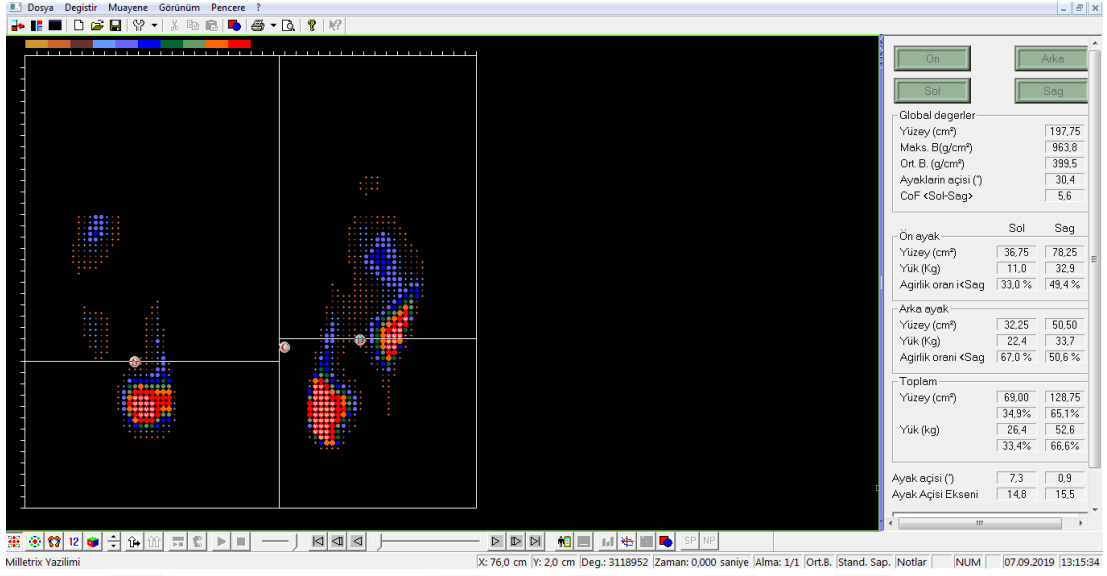 Dosya Degistir Muayene Görünüm Pencere ?
12
Ön Arka
Sol Sag
Global degerler
Yüzey (cm²) 197,75
Maks. B(g/cm²) 963,8
Ort. B. (g/cm²) 399,5
Ayaklarin açisi (°) 30,4
CoF <Sol-Sag> 5,6
Sol Sag
Ön ayak
Yüzey (cm²) 36,75 78,25
Yük (Kg) 11,0 32,9
Agirlik orani <Sag 33,0 % 49,4 %
Arka ayak
Yüzey (cm²) 32,25 50,50
Yük (Kg) 22,4 33,7
Agirlik orani <Sag 67,0 % 50,6 %
Toplam
Yüzey (cm²) 69,00 128,75
34,9% 65,1%
Yük (kg) 26,4 52,6
33,4% 66,6%
Ayak açisi (°) 7,3 0,9
Ayak Açisi Ekseni 14,8 15,5
SP NP
Milletrix Yazilimi X: 76,0 cm Y: 2,0 cm Deg.: 3118952 Zaman: 0,000 saniye Alma: 1/1 Ort.B. Stand. Sap. Notlar NUM 07.09.2019 13:15:34